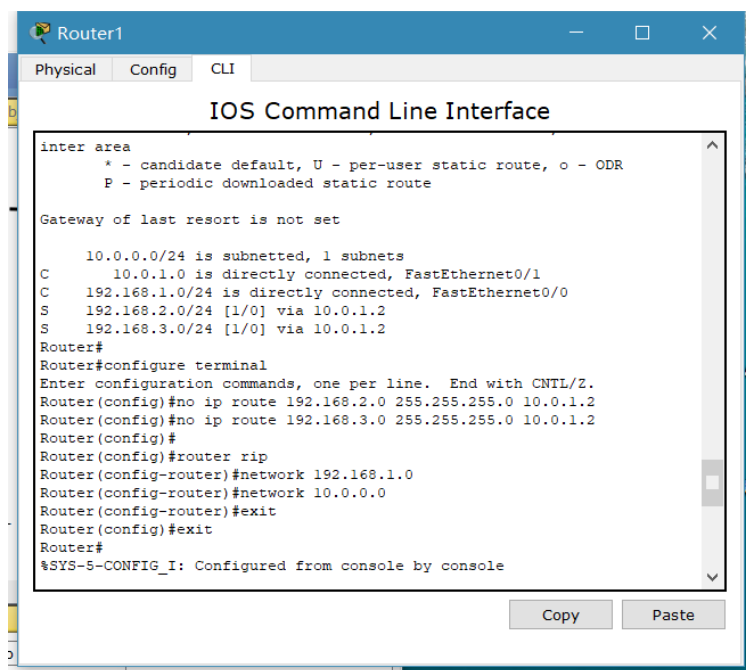 Router1
Physical Config CLI
IOS Command Line Interface
inter area
* - candidate default, U - per-user static route, o - ODR
P - periodic downloaded static route
Gateway of last resort is not set
10.0.0.0/24 is subnetted, 1 subnets
C 10.0.1.0 is directly connected, FastEthernet0/1
C 192.168.1.0/24 is directly connected, FastEthernet0/0
S 192.168.2.0/24 [1/0] via 10.0.1.2
S 192.168.3.0/24 [1/0] via 10.0.1.2
Router#
Router#configure terminal
Enter configuration commands, one per line. End with CNTL/Z.
Router(config)#no ip route 192.168.2.0 255.255.255.0 10.0.1.2
Router(config)#no ip route 192.168.3.0 255.255.255.0 10.0.1.2
Router(config)#
Router(config)#router rip
Router(config-router)#network 192.168.1.0
Router(config-router)#network 10.0.0.0
Router(config-router)#exit
Router(config)#exit
Router#
%SYS-5-CONFIG_I: Configured from console by console
Copy Paste